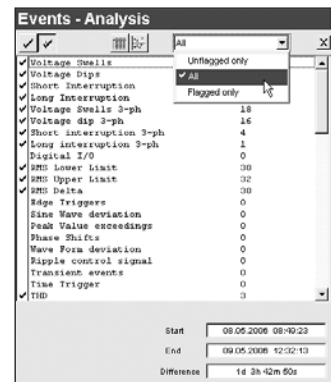 Events - Analysis
All
X
Unflagged only
All
Flagged only
Voltage Swells
Voltage Dips
Short Interruption
Long Interruption
Voltage Swells 3-ph 18
Voltage dip 3-ph 16
Short interruption 3-ph 4
Long interruption 3-ph 1
Digital I/O 0
RMS Lower Limit 30
RMS Upper Limit 32
RMS Delta 30
Edge Triggers 0
Sine Wave deviation 0
Peak Value exceedings 0
Phase Shifts 0
Wave Form deviation 0
Ripple control signal 0
Transient events 0
Time Trigger 0
THD 3
Start 08.05.2006 08:49:23
End 09.05.2006 12:32:13
Difference 1d 3h 42m 50s